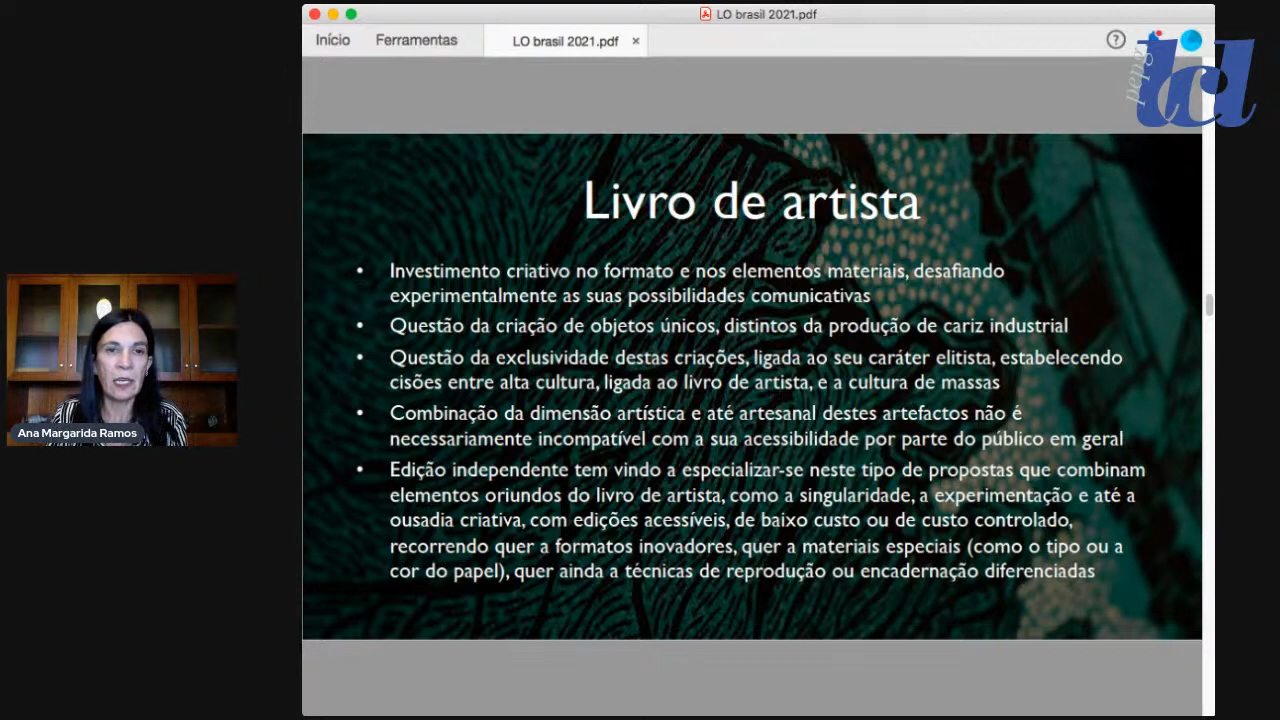 LO brasil 2021.pdf
Início Ferramentas LO brasil 2021.pdf ×
?
pepg
lcl
Livro de artista
• Investimento criativo no formato e nos elementos materiais, desafiando
experimentalmente as suas possibilidades comunicativas
• Questão da criação de objetos únicos, distintos da produção de cariz industrial
• Questão da exclusividade destas criações, ligada ao seu caráter elitista, estabelecendo
cisões entre alta cultura, ligada ao livro de artista, e a cultura de massas
• Combinação da dimensão artística e até artesanal destes artefactos não é
necessariamente incompatível com a sua acessibilidade por parte do público em geral
• Edição independente tem vindo a especializar-se neste tipo de propostas que combinam
elementos oriundos do livro de artista, como a singularidade, a experimentação e até a
ousadia criativa, com edições acessíveis, de baixo custo ou de custo controlado,
recorrendo quer a formatos inovadores, quer a materiais especiais (como o tipo ou a
cor do papel), quer ainda a técnicas de reprodução ou encadernação diferenciadas
Ana Margarida Ramos